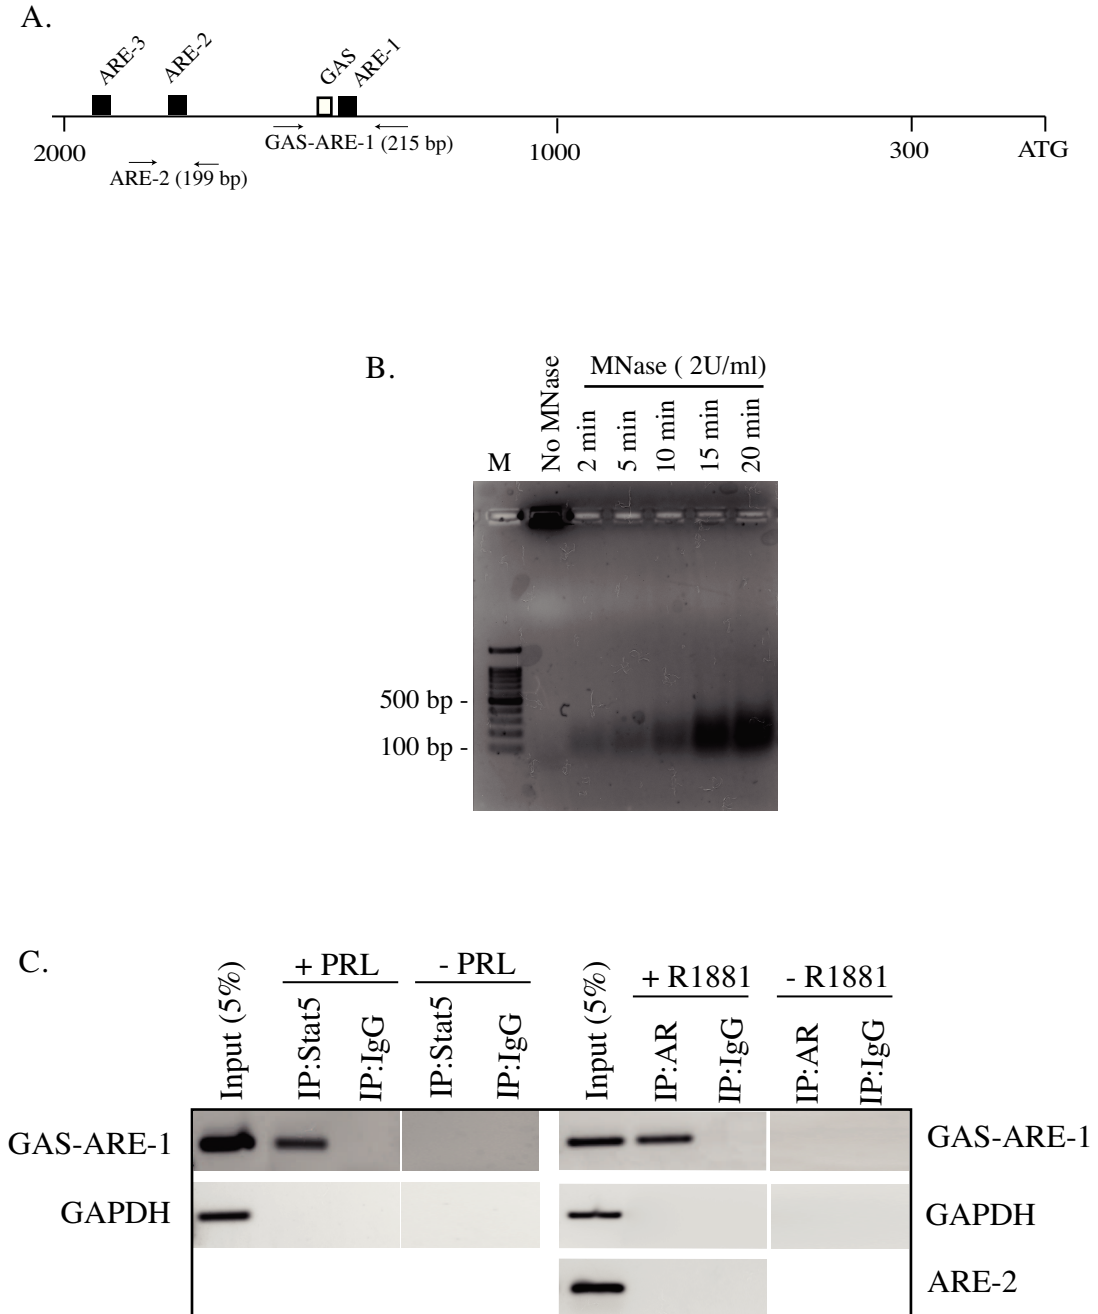 A.
ARE-3
ARE-2
GAS
ARE-1
GAS-ARE-1 (215 bp)
2000
1000
300
ATG
ARE-2 (199 bp)
B.
MNase ( 2U/ml)
M
No MNase
2 min
5 min
10 min
15 min
20 min
500 bp -
100 bp -
C.
+ PRL
- PRL
+ R1881
- R1881
Input (5%)
IP:Stat5
IP:IgG
IP:Stat5
IP:IgG
Input (5%)
IP:AR
IP:IgG
IP:AR
IP:IgG
GAS-ARE-1
GAS-ARE-1
GAPDH
GAPDH
ARE-2